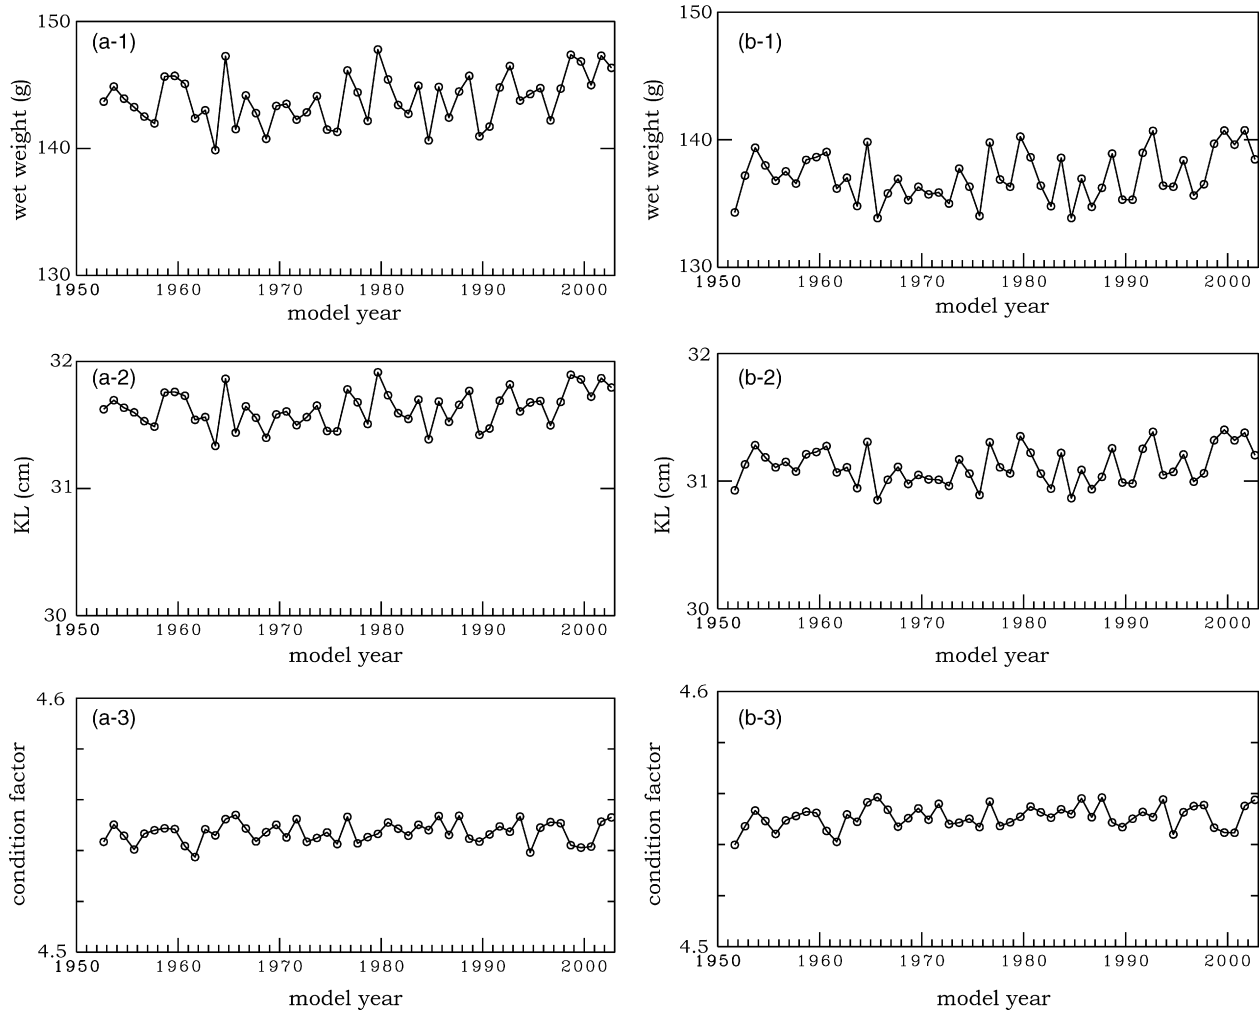 150
(a-1)
wet weight (g)
140
130
1950 1960 1970 1980 1990 2000
model year
150
(b-1)
wet weight (g)
140
130
1950 1960 1970 1980 1990 2000
model year
32
(a-2)
KL (cm)
31
30
1950 1960 1970 1980 1990 2000
model year
32
(b-2)
KL (cm)
31
30
1950 1960 1970 1980 1990 2000
model year
4.6
(a-3)
condition factor
4.5
1950 1960 1970 1980 1990 2000
model year
4.6
(b-3)
condition factor
4.5
1950 1960 1970 1980 1990 2000
model year